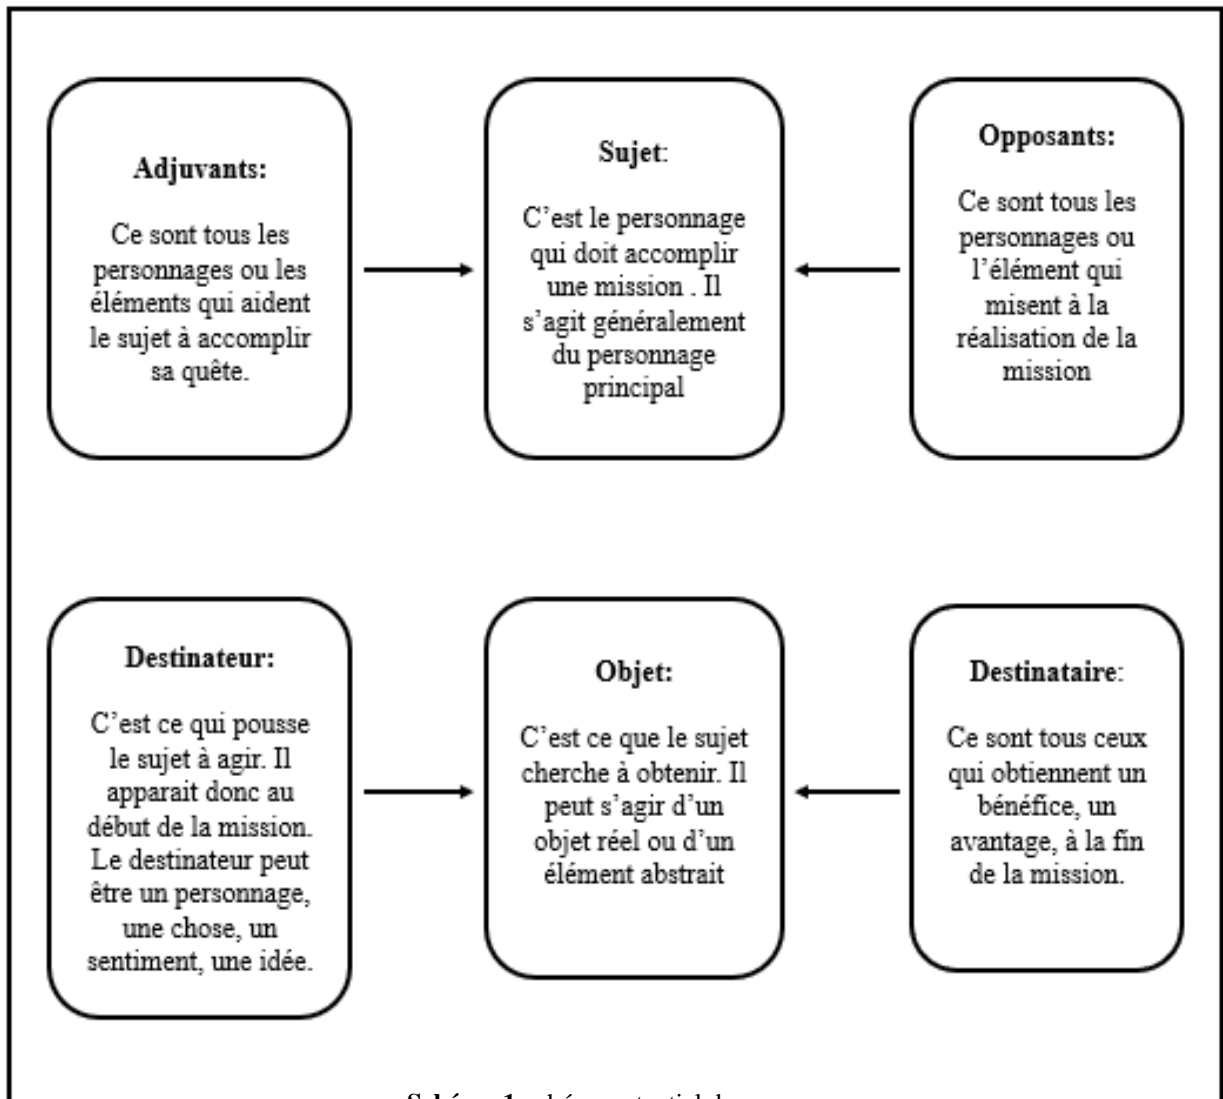 Adjuvants:
Ce sont tous les
personnages ou les
éléments qui aident
le sujet à accomplir
sa quête.
Sujet:
C’est le personnage
qui doit accomplir
une mission . Il
s’agit généralement
du personnage
principal
Opposants:
Ce sont tous les
personnages ou
l’élément qui
misent à la
réalisation de la
mission
Destinateur:
C’est ce qui pousse
le sujet à agir. Il
apparait donc au
début de la mission.
Le destinateur peut
être un personnage,
une chose, un
sentiment, une idée.
Objet:
C’est ce que le sujet
cherche à obtenir. Il
peut s’agir d’un
objet réel ou d’un
élément abstrait
Destinataire:
Ce sont tous ceux
qui obtiennent un
bénéfice, un
avantage, à la fin
de la mission.